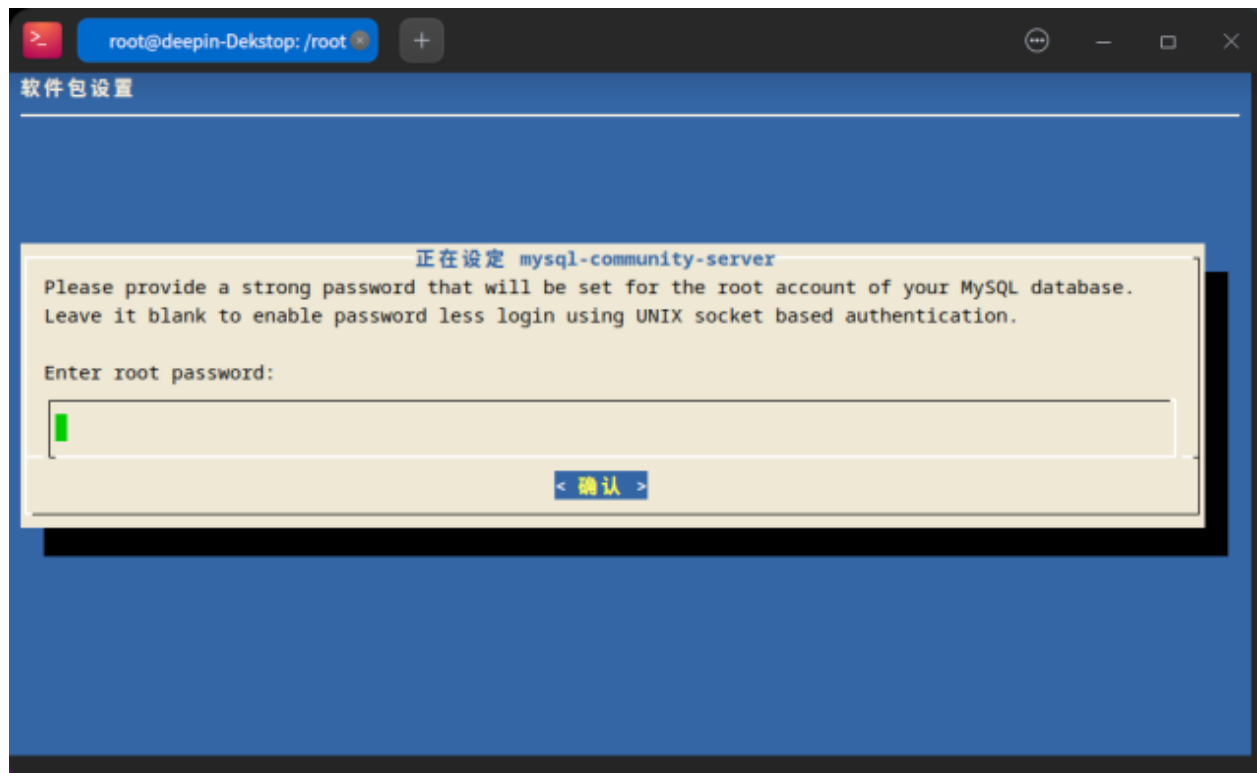 >_ root@deepin-Dekstop: /root × +
软件包设置
正在设定 mysql-community-server
Please provide a strong password that will be set for the root account of your MySQL database.
Leave it blank to enable password less login using UNIX socket based authentication.
Enter root password:
< 确认 >